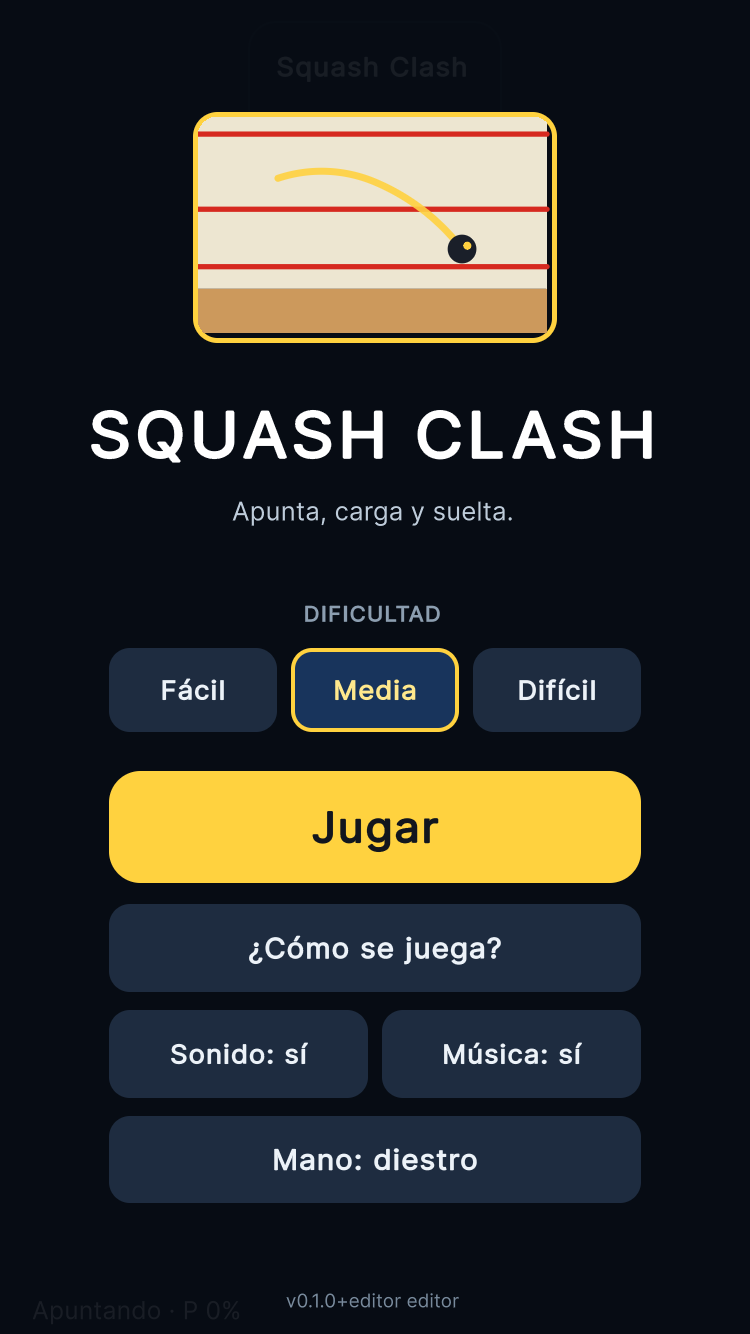 Squash Clash
SQUASH CLASH
Apunta, carga y suelta.
DIFICULTAD
Fácil Media Difícil
Jugar
¿Cómo se juega?
Sonido: sí Música: sí
Mano: diestro
v0.1.0+editor editor
Apuntando · P 0%